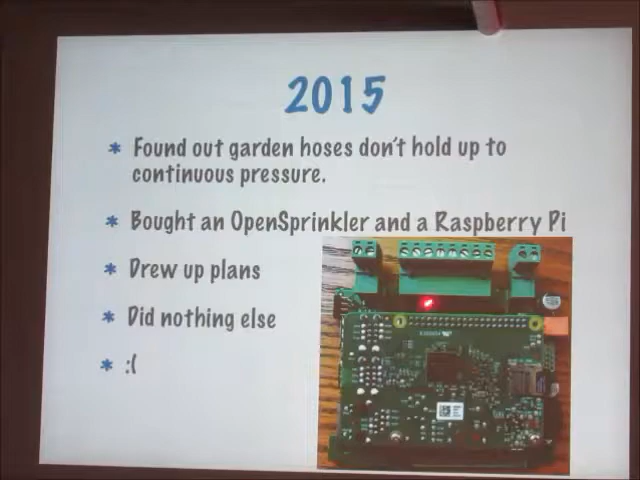 2015
* Found out garden hoses don't hold up to
continuous pressure.
* Bought an OpenSprinkler and a Raspberry Pi
* Drew up plans
* Did nothing else
* :(